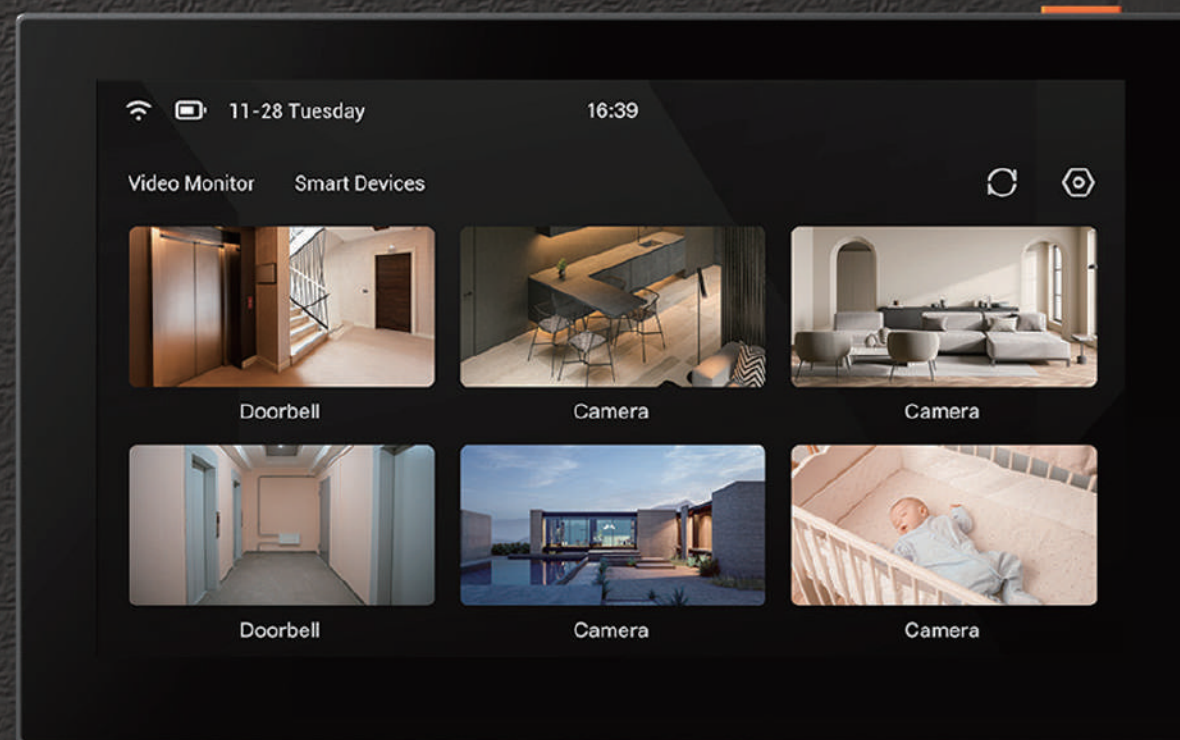 11-28 Tuesday
16:39
Video Monitor
Smart Devices
Doorbell
Camera
Camera
Doorbell
Camera
Camera